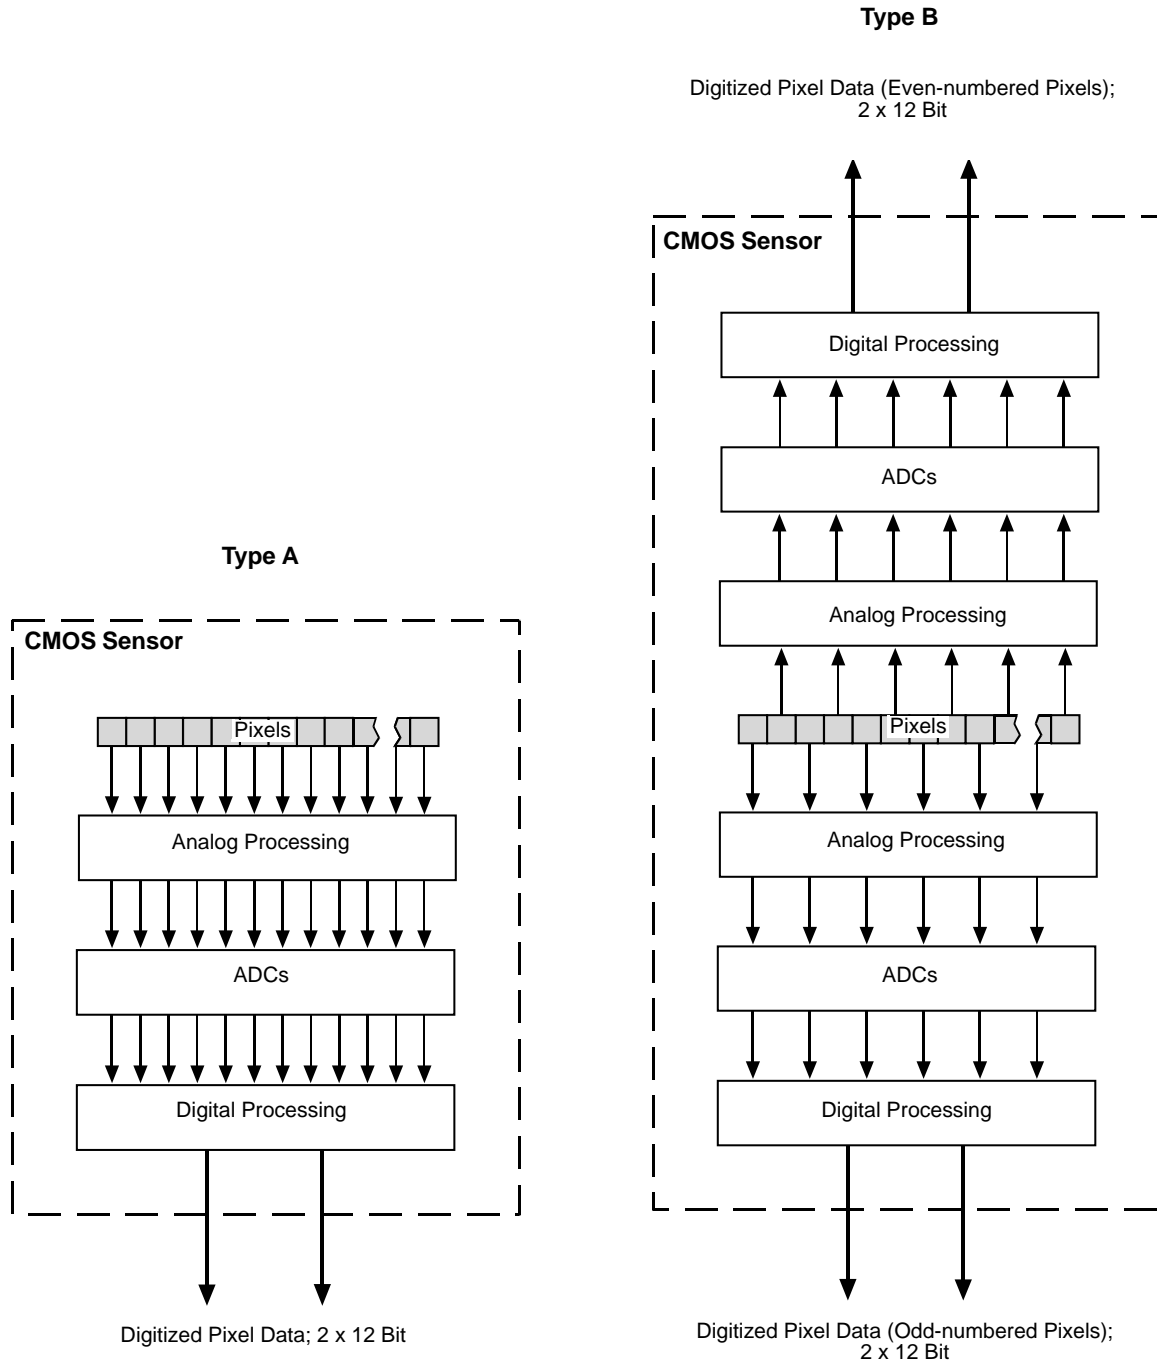 Type B
Digitized Pixel Data (Even-numbered Pixels);
2 x 12 Bit
CMOS Sensor
Digital Processing
ADCs
Analog Processing
Pixels
Analog Processing
ADCs
Digital Processing
Digitized Pixel Data (Odd-numbered Pixels);
2 x 12 Bit
Type A
CMOS Sensor
Pixels
Analog Processing
ADCs
Digital Processing
Digitized Pixel Data; 2 x 12 Bit